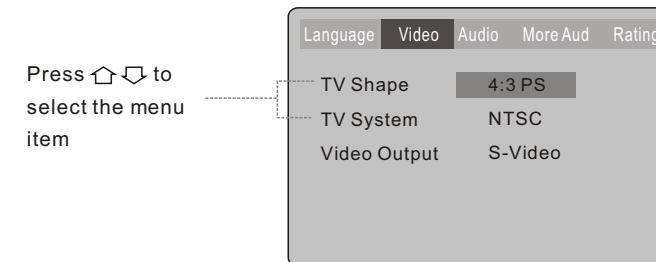 Language Video Audio More Aud Rating
Press ⇧ ⇩ to
select the menu
item
TV Shape 4:3 PS
TV System NTSC
Video Output S-Video